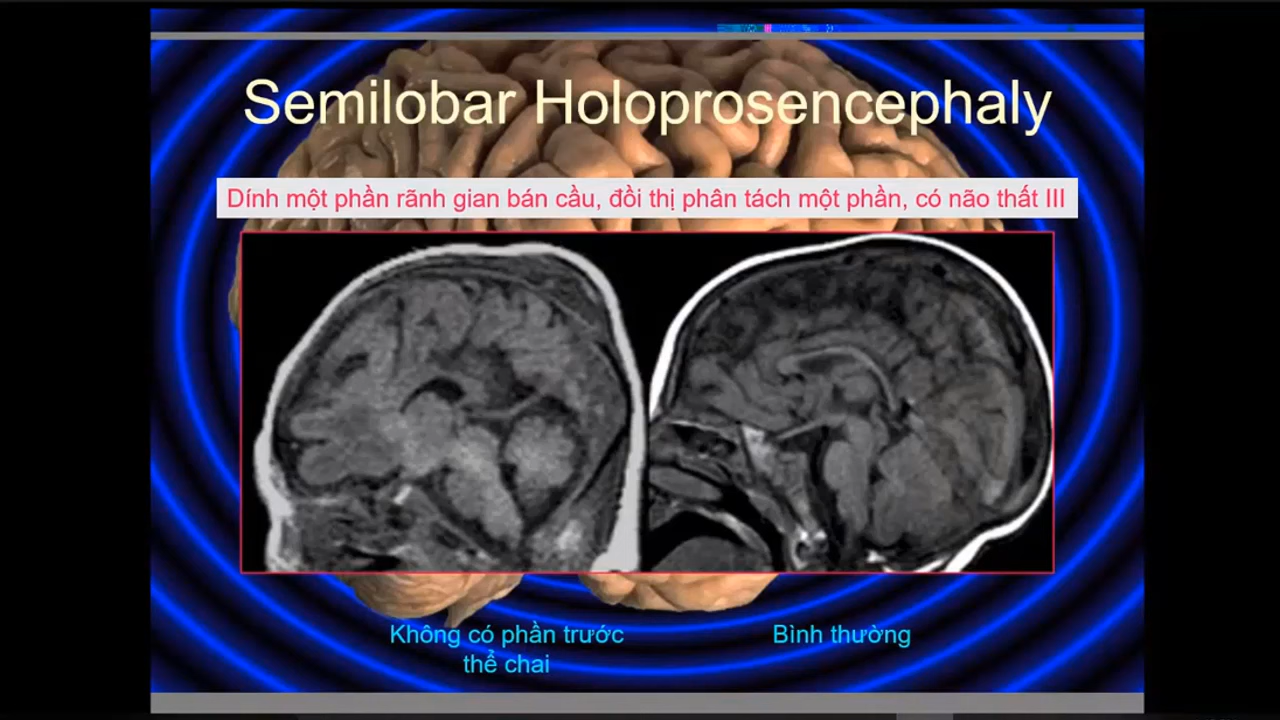 Semilobar Holoprosencephaly
Dính một phần rãnh gian bán cầu, đồi thị phân tách một phần, có não thất III
Không có phần trước
thể chai
Bình thường